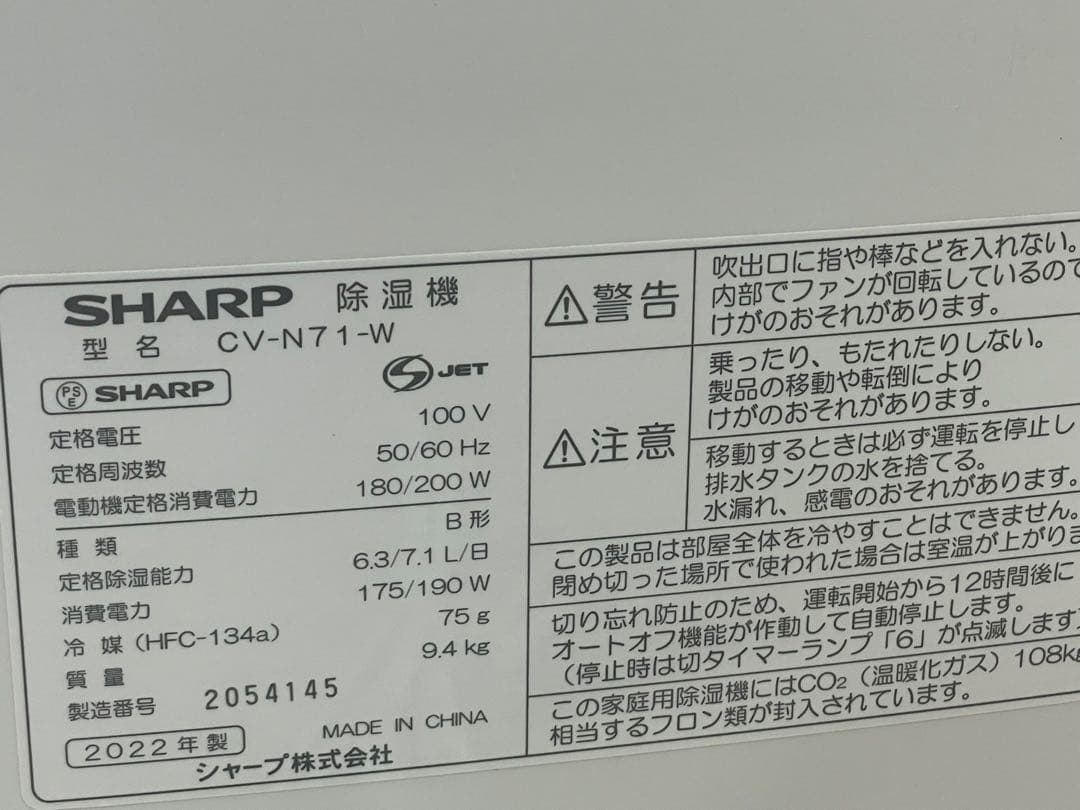 SHARP 除湿機
型名 CV-N71-W
PS E SHARP
S JET
定格電圧 100 V
定格周波数 50/60 Hz
電動機定格消費電力 180/200 W
種類 B形
定格除湿能力 6.3/7.1 L/日
消費電力 175/190 W
冷媒(HFC-134a) 75 g
質量 9.4 kg
製造番号 2054145
2022年製
MADE IN CHINA
シャープ株式会社
警告
吹出口に指や棒などを入れない。
内部でファンが回転しているので
けがのおそれがあります。
注意
乗ったり、もたれたりしない。
製品の移動や転倒により
けがのおそれがあります。
移動するときは必ず運転を停止し
排水タンクの水を捨てる。
水漏れ、感電のおそれがあります。
この製品は部屋全体を冷やすことはできません。
閉め切った場所で使われた場合は室温が上がりま
切り忘れ防止のため、運転開始から12時間後に
オートオフ機能が作動して自動停止します。
(停止時は切タイマーランプ「6」が点滅します)
この家庭用除湿機にはCO₂(温暖化ガス)108kg
相当するフロン類が封入されています。